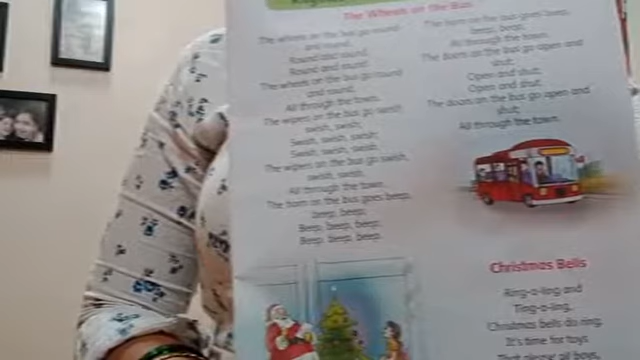 The Wheels on the Bus
The wheels on the bus go round
and round,
Round and round,
Round and round.
The wheels on the bus go round
and round,
All through the town.
The wipers on the bus go swish,
swish, swish,
Swish, swish, swish,
Swish, swish, swish.
The wipers on the bus go swish,
swish, swish,
All through the town.
The horn on the bus goes beep,
beep, beep,
Beep, beep, beep,
Beep, beep, beep.
The horn on the bus goes beep,
beep, beep,
All through the town.
The doors on the bus go open and
shut,
Open and shut,
Open and shut.
The doors on the bus go open and
shut,
All through the town.
Christmas Bells
Ring-a-ling and
Ting-a-ling,
Christmas bells do ring.
It's time for toys